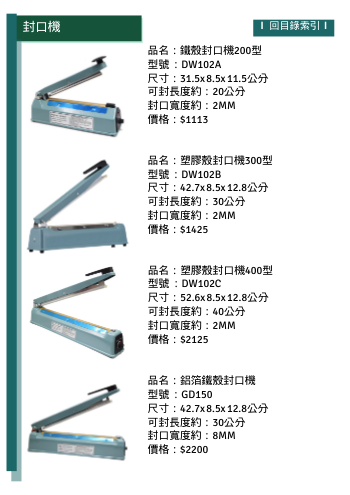 封口機
回目錄索引
品名：鐵殼封口機200型
型號：DW102A
尺寸：31.5x8.5x11.5公分
可封長度約：20公分
封口寬度約：2MM
價格：$1113
品名：塑膠殼封口機300型
型號：DW102B
尺寸：42.7x8.5x12.8公分
可封長度約：30公分
封口寬度約：2MM
價格：$1425
品名：塑膠殼封口機400型
型號：DW102C
尺寸：52.6x8.5x12.8公分
可封長度約：40公分
封口寬度約：2MM
價格：$2125
品名：鋁箔鐵殼封口機
型號：GD150
尺寸：42.7x8.5x12.8公分
可封長度約：30公分
封口寬度約：8MM
價格：$2200